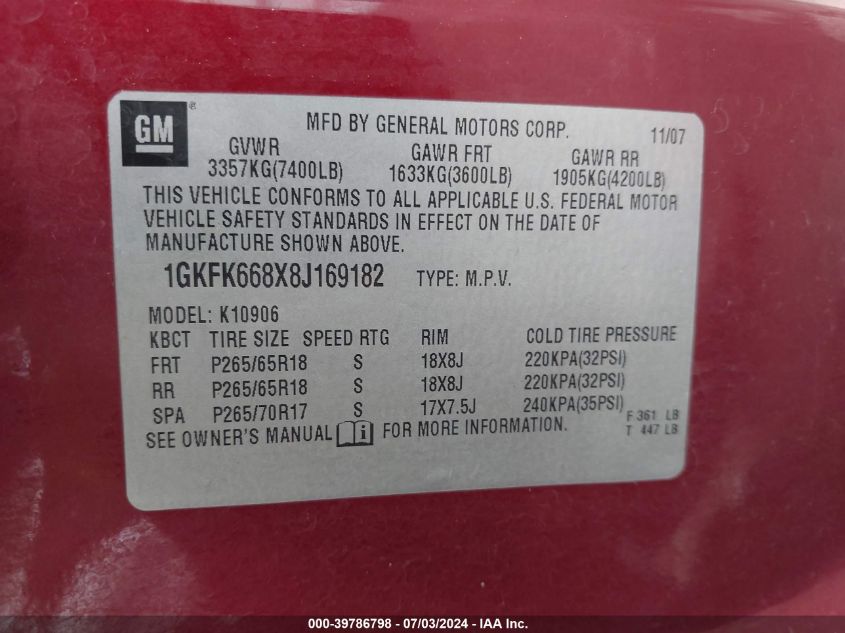 GM ®
MFD BY GENERAL MOTORS CORP. 11/07
GVWR GAWR FRT GAWR RR
3357KG(7400LB) 1633KG(3600LB) 1905KG(4200LB)
THIS VEHICLE CONFORMS TO ALL APPLICABLE U.S. FEDERAL MOTOR
VEHICLE SAFETY STANDARDS IN EFFECT ON THE DATE OF
MANUFACTURE SHOWN ABOVE.
1GKFK668X8J169182 TYPE: M.P.V.
MODEL: K10906
KBCT TIRE SIZE SPEED RTG RIM COLD TIRE PRESSURE
FRT P265/65R18 S 18X8J 220KPA(32PSI)
RR P265/65R18 S 18X8J 220KPA(32PSI)
SPA P265/70R17 S 17X7.5J 240KPA(35PSI) F 361 LB
T 447 LB
SEE OWNER'S MANUAL i FOR MORE INFORMATION.
000-39786798 - 07/03/2024 - IAA Inc.